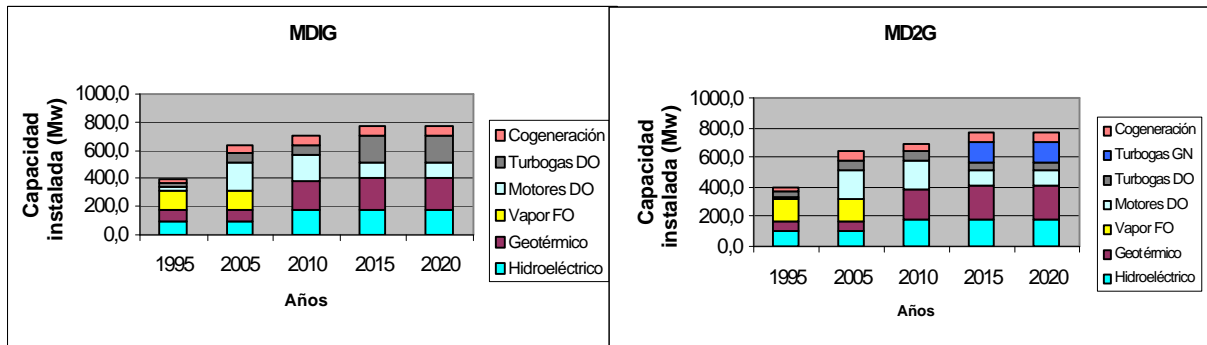 MDIG
Capacidad
instalada (Mw)
1000,0
800,0
600,0
400,0
200,0
0,0
1995 2005 2010 2015 2020
Años
Cogeneración
Turbogas DO
Motores DO
Vapor FO
Geotérmico
Hidroeléctrico
MD2G
Capacidad
instalada (Mw)
1000,0
800,0
600,0
400,0
200,0
0,0
1995 2005 2010 2015 2020
Años
Cogeneración
Turbogas GN
Turbogas DO
Motores DO
Vapor FO
Geotérmico
Hidroeléctrico